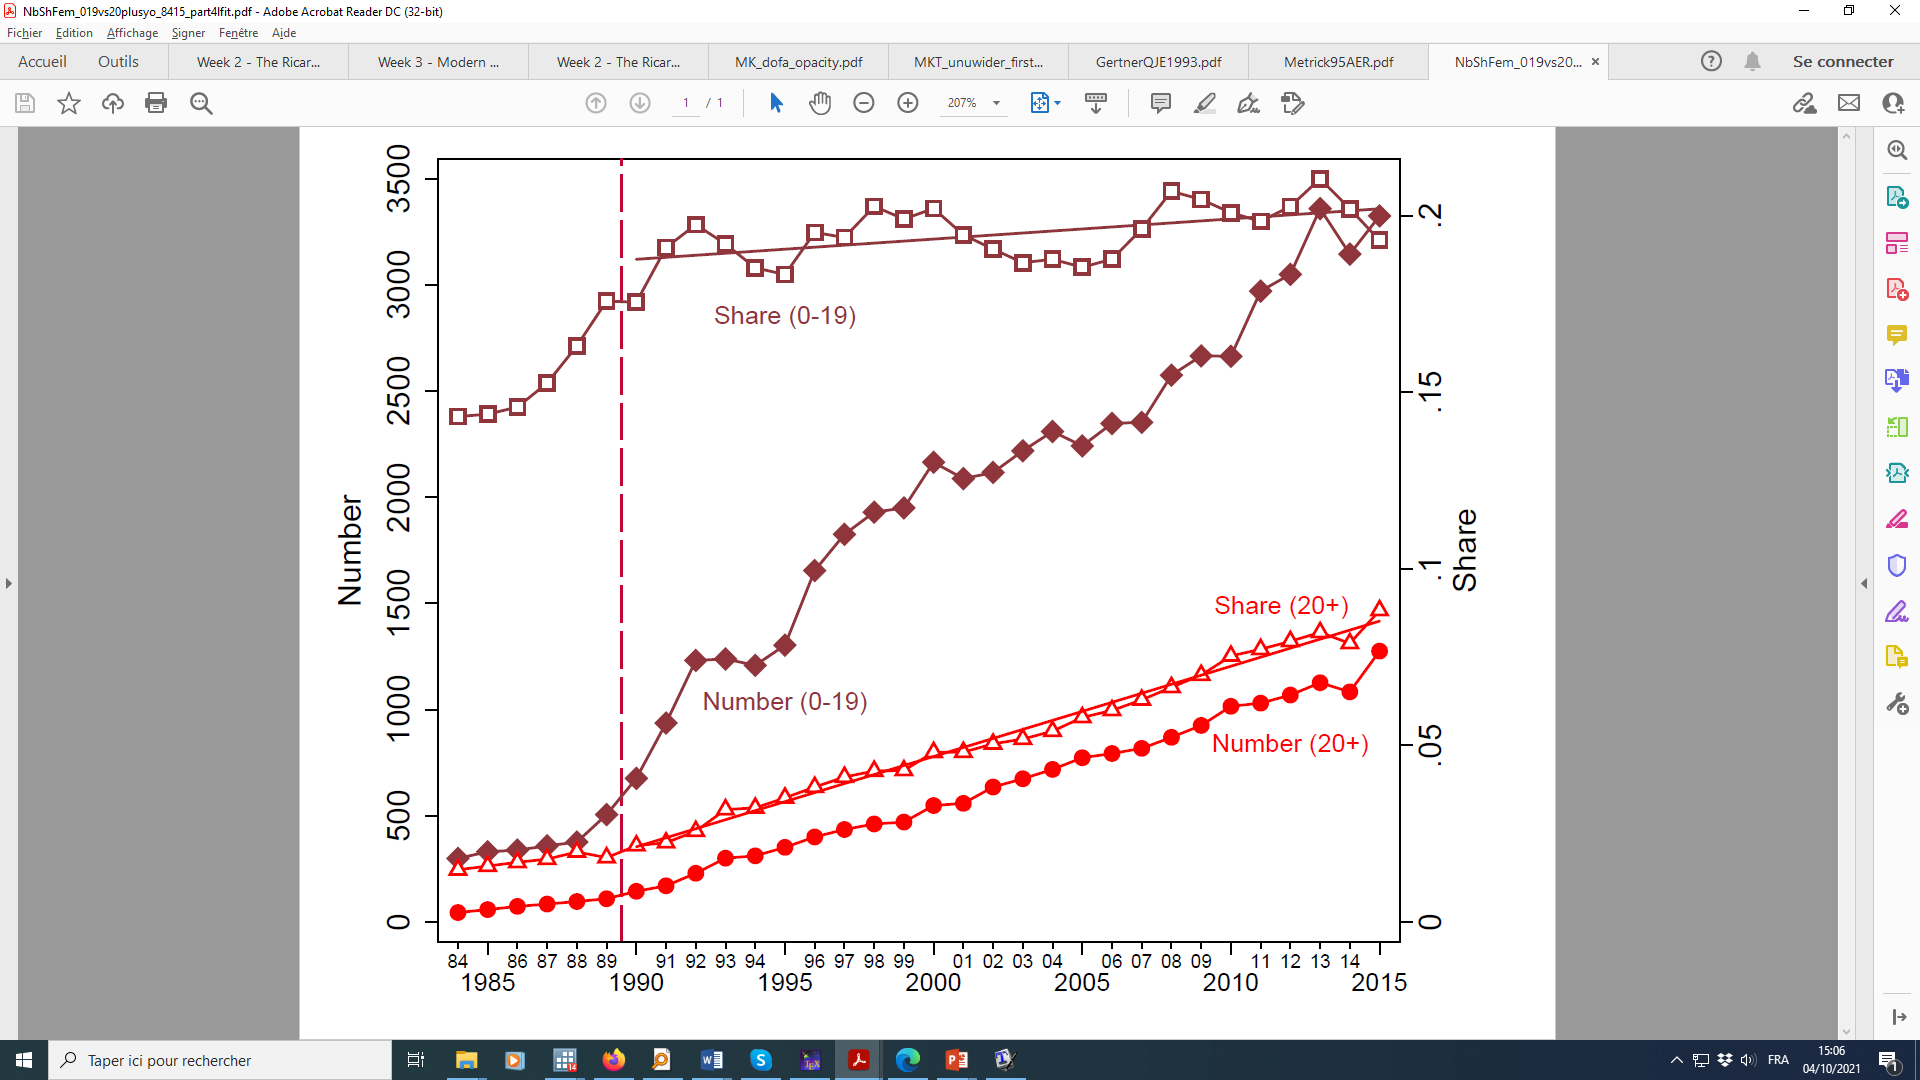 NbShFem_019vs20plusyo_8415_part4lfit.pdf - Adobe Acrobat Reader DC (32-bit)
Fichier Edition Affichage Signer Fenêtre Aide
Accueil Outils Week 2 - The Ricar... Week 3 - Modern ... Week 2 - The Ricar... MK_dofa_opacity.pdf MKT_unuwider_first... GertnerQJE1993.pdf Metrick95AER.pdf NbShFem_019vs20... × Se connecter
1 / 1 207%
Number
3500
3000
2500
2000
1500
1000
500
0
Share (0-19)
Number (0-19)
Share (20+)
Number (20+)
.2
.15
.1
.05
0
Share
84 86 87 88 89 91 92 93 94 96 97 98 99 01 02 03 04 06 07 08 09 11 12 13 14
1985 1990 1995 2000 2005 2010 2015
Taper ici pour rechercher
14
TEX
FRA
15:06
04/10/2021
1